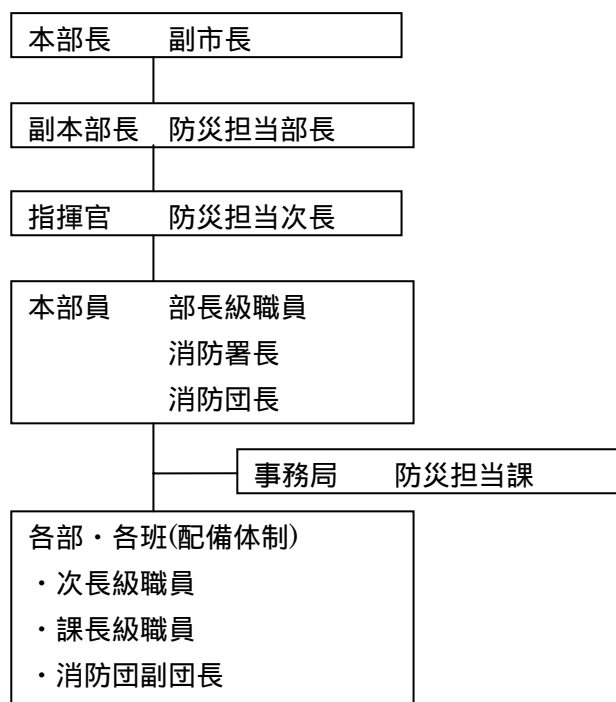 本部長　副市長
副本部長　防災担当部長
指揮官　防災担当次長
本部員　部長級職員
消防署長
消防団長
事務局　防災担当課
各部・各班(配備体制)
・次長級職員
・課長級職員
・消防団副団長